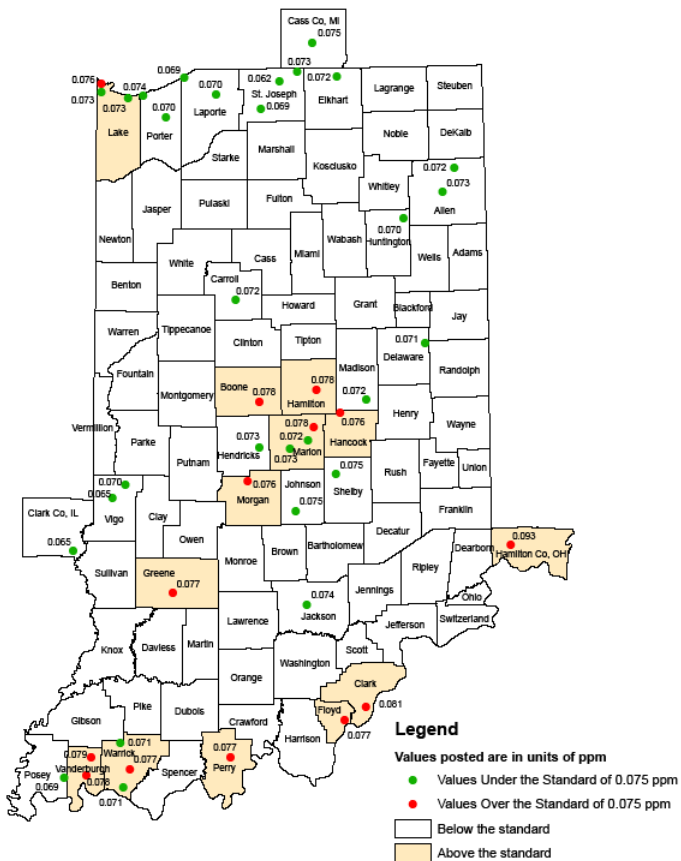 Cass Co, MI
0.075
0.073
0.076
0.069
0.062
0.072
Lagrange
Steuben
0.074
0.070
St. Joseph
Elkhart
0.073
0.073
0.070
Laporte
0.069
Lake
Porter
Noble
DeKalb
Marshall
Starke
Kosciusko
0.072
0.073
Whitley
Allen
Jasper
Pulaski
Fulton
0.070
Newton
Miami
Wabash
Huntington
Wells
Adams
White
Cass
Benton
Carroll
0.072
Howard
Grant
Blackford
Jay
Warren
Tippecanoe
Clinton
Tipton
0.071
Delaware
Fountain
Madison
Randolph
Boone
0.078
0.078
Hamilton
0.072
Montgomery
Henry
Vermillion
0.078
0.076
Hancock
Wayne
Parke
Hendricks
0.073
0.072
Marion
0.073
Putnam
Rush
Fayette
Union
0.070
0.065
0.076
Johnson
0.075
Shelby
Clark Co, IL
Vigo
Clay
Morgan
0.075
Franklin
Owen
Decatur
0.093
0.065
Monroe
Brown
Bartholomew
Dearborn
Hamilton Co, OH
Sullivan
Greene
0.077
Ripley
Jennings
Ohio
0.074
Jackson
Switzerland
Lawrence
Jefferson
Knox
Daviess
Martin
Scott
Washington
Orange
Clark
0.081
Pike
Dubois
Floyd
0.077
Gibson
Crawford
Harrison
0.071
0.079
Warrick
0.077
0.077
Posey
Vanderburgh
0.078
Spencer
Perry
0.069
0.071
Legend
Values posted are in units of ppm
Values Under the Standard of 0.075 ppm
Values Over the Standard of 0.075 ppm
Below the standard
Above the standard